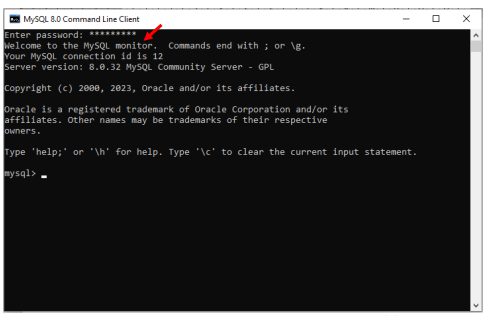 MySQL 8.0 Command Line Client
Enter password: *********
Welcome to the MySQL monitor.  Commands end with ; or \g.
Your MySQL connection id is 12
Server version: 8.0.32 MySQL Community Server - GPL
Copyright (c) 2000, 2023, Oracle and/or its affiliates.
Oracle is a registered trademark of Oracle Corporation and/or its
affiliates. Other names may be trademarks of their respective
owners.
Type 'help;' or '\h' for help. Type '\c' to clear the current input statement.
mysql> _